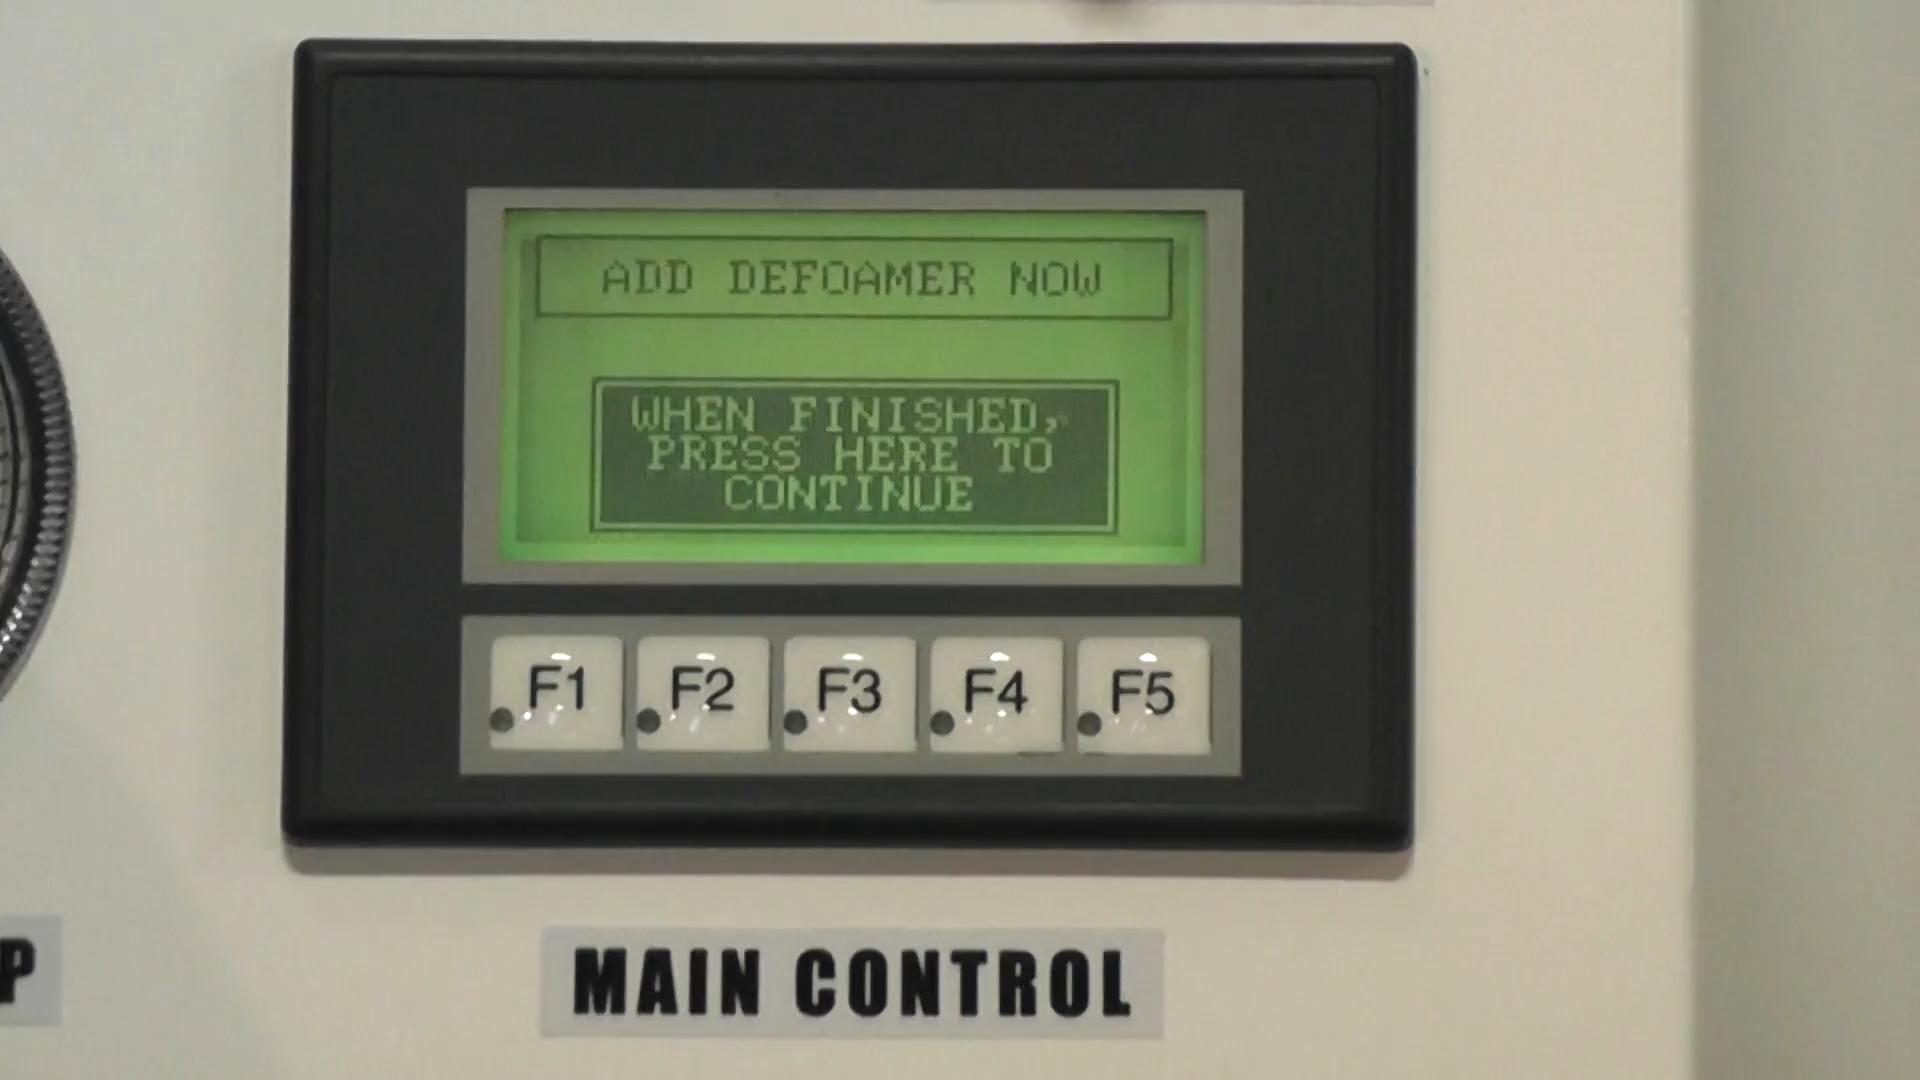 ADD DEFOAMER NOW
WHEN FINISHED,
PRESS HERE TO
CONTINUE
F1 F2 F3 F4 F5
P
MAIN CONTROL